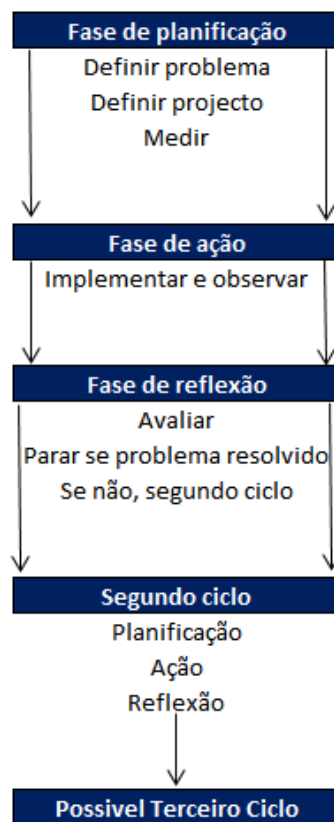 Fase de planificação
Definir problema
Definir projecto
Medir
Fase de ação
Implementar e observar
Fase de reflexão
Avaliar
Parar se problema resolvido
Se não, segundo ciclo
Segundo ciclo
Planificação
Ação
Reflexão
Possivel Terceiro Ciclo